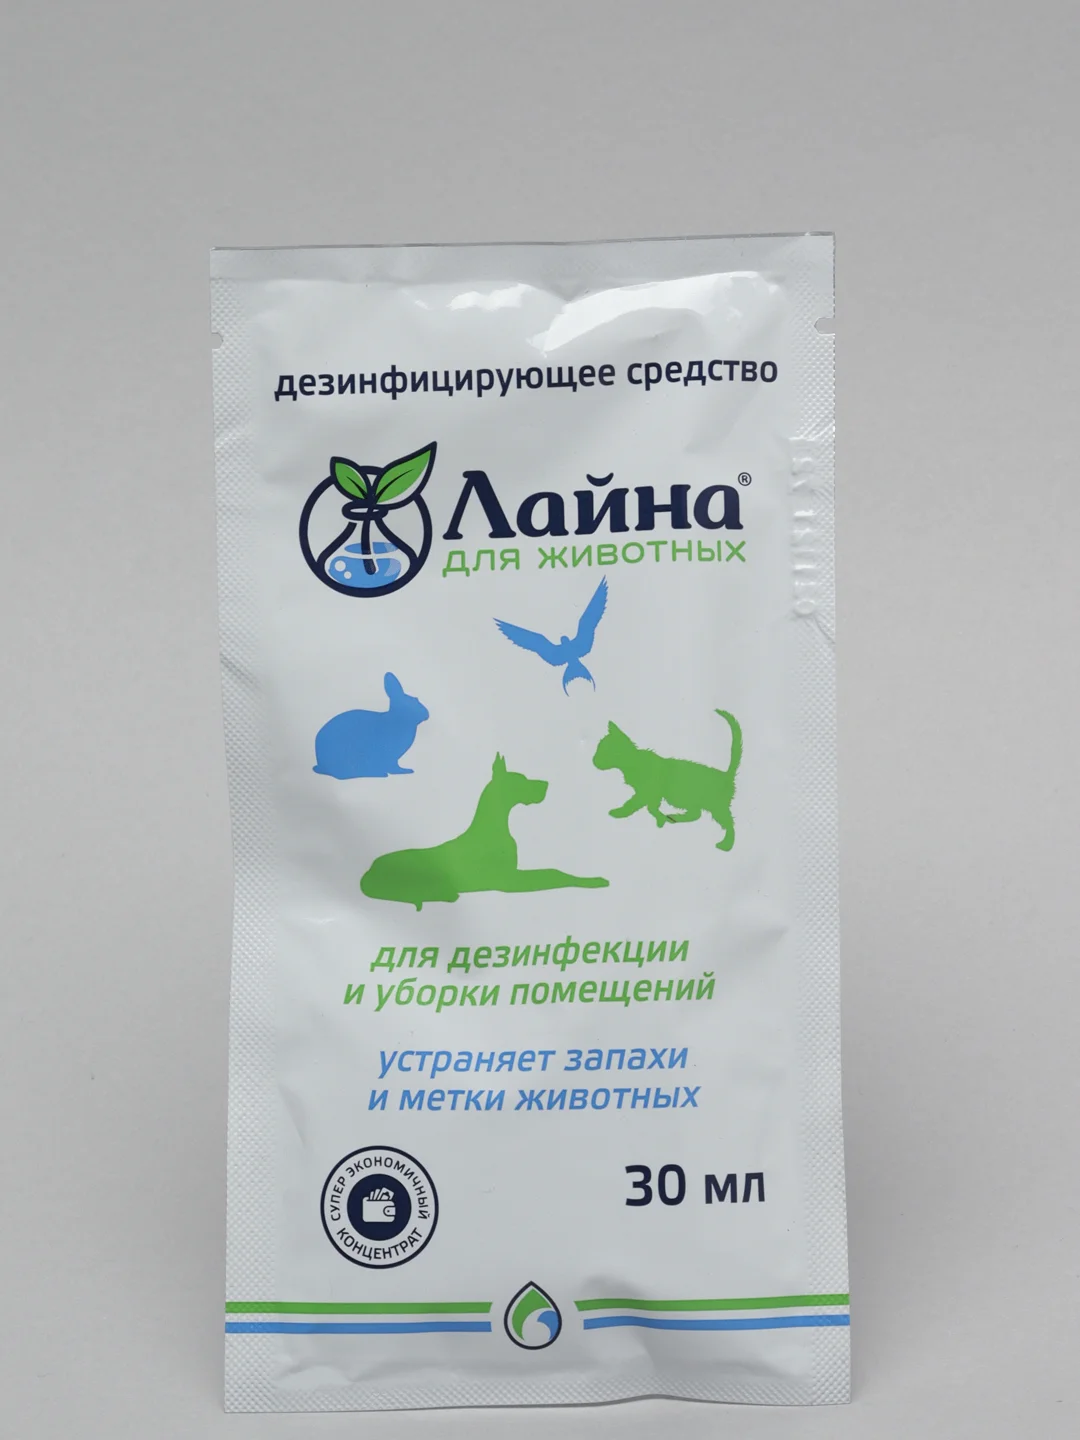 дезинфицирующее средство
Лайна®
для животных
для дезинфекции
и уборки помещений
устраняет запахи
и метки животных
СУПЕР ЭКОНОМИЧНЫЙ
КОНЦЕНТРАТ
30 мл